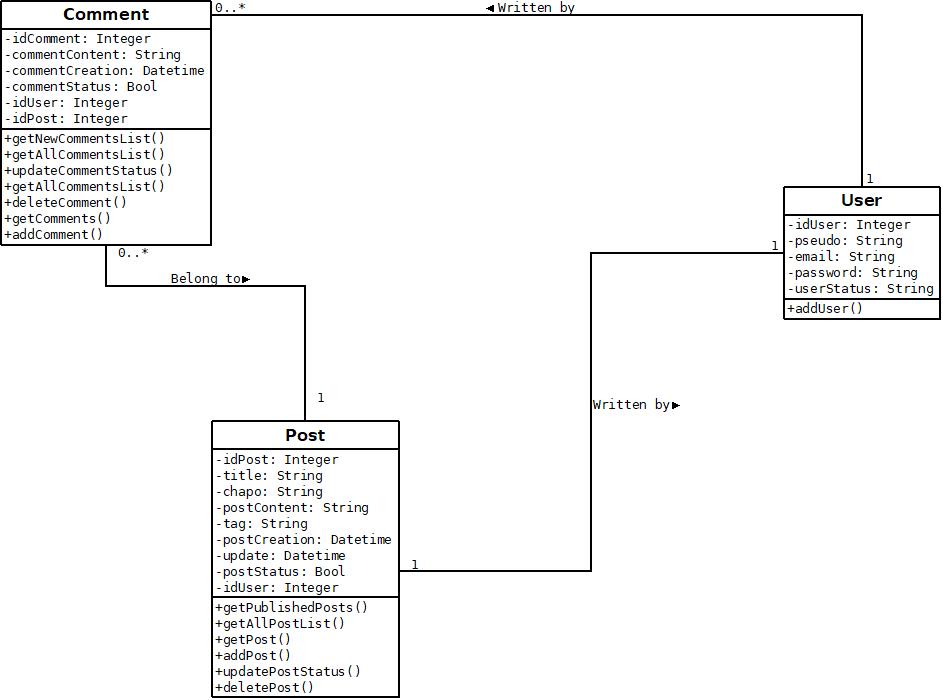 Comment
-idComment: Integer
-commentContent: String
-commentCreation: Datetime
-commentStatus: Bool
-idUser: Integer
-idPost: Integer
+getNewCommentsList()
+getAllCommentsList()
+updateCommentStatus()
+getAllCommentsList()
+deleteComment()
+getComments()
+addComment()
0..*
◄Written by
1
User
-idUser: Integer
-pseudo: String
-email: String
-password: String
-userStatus: String
+addUser()
0..*
Belong to►
1
1
Written by►
1
Post
-idPost: Integer
-title: String
-chapo: String
-postContent: String
-tag: String
-postCreation: Datetime
-update: Datetime
-postStatus: Bool
-idUser: Integer
+getPublishedPosts()
+getAllPostList()
+getPost()
+addPost()
+updatePostStatus()
+deletePost()